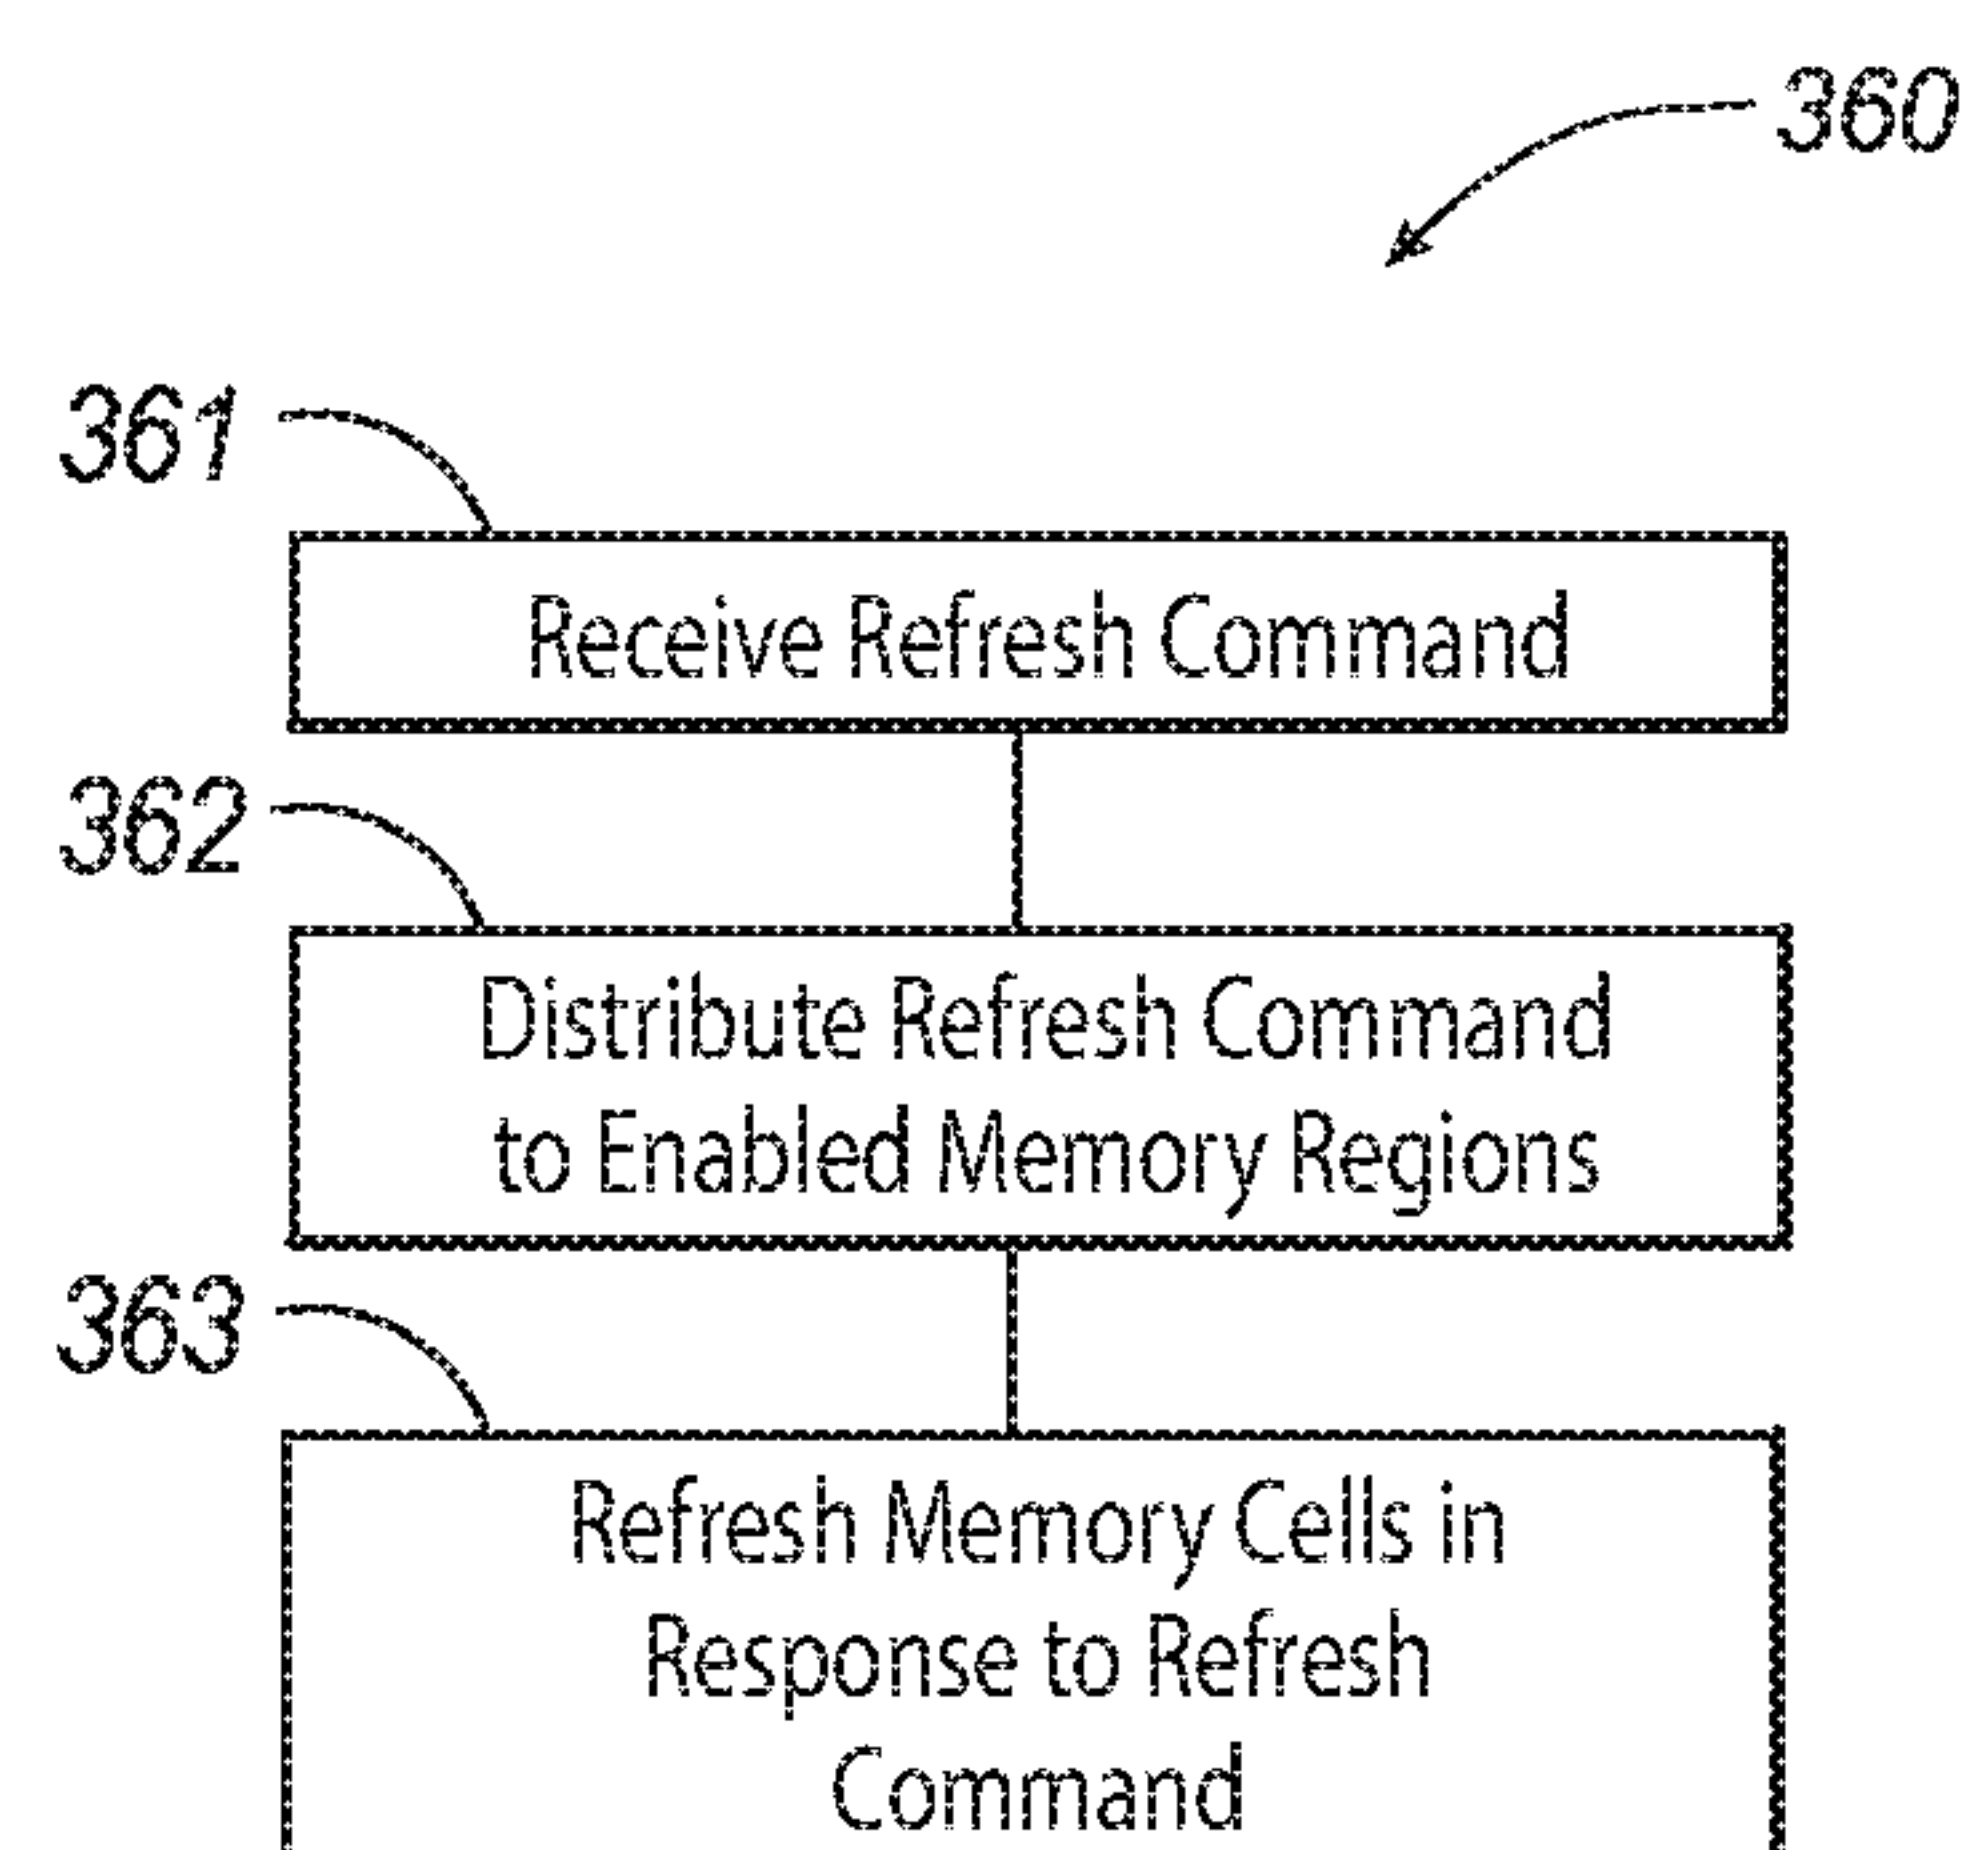 360
361
Receive Refresh Command
362
Distribute Refresh Command
to Enabled Memory Regions
363
Refresh Memory Cells in
Response to Refresh
Command